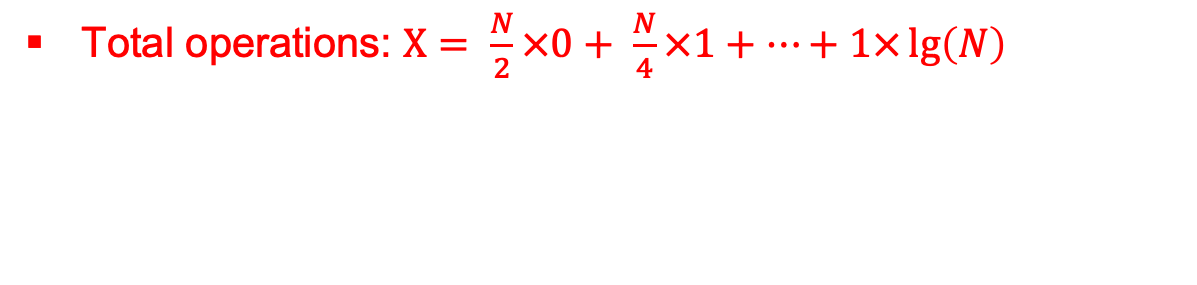 ▪ Total operations: X = N/2 ×0 + N/4 ×1 + ⋯ + 1× lg(N)